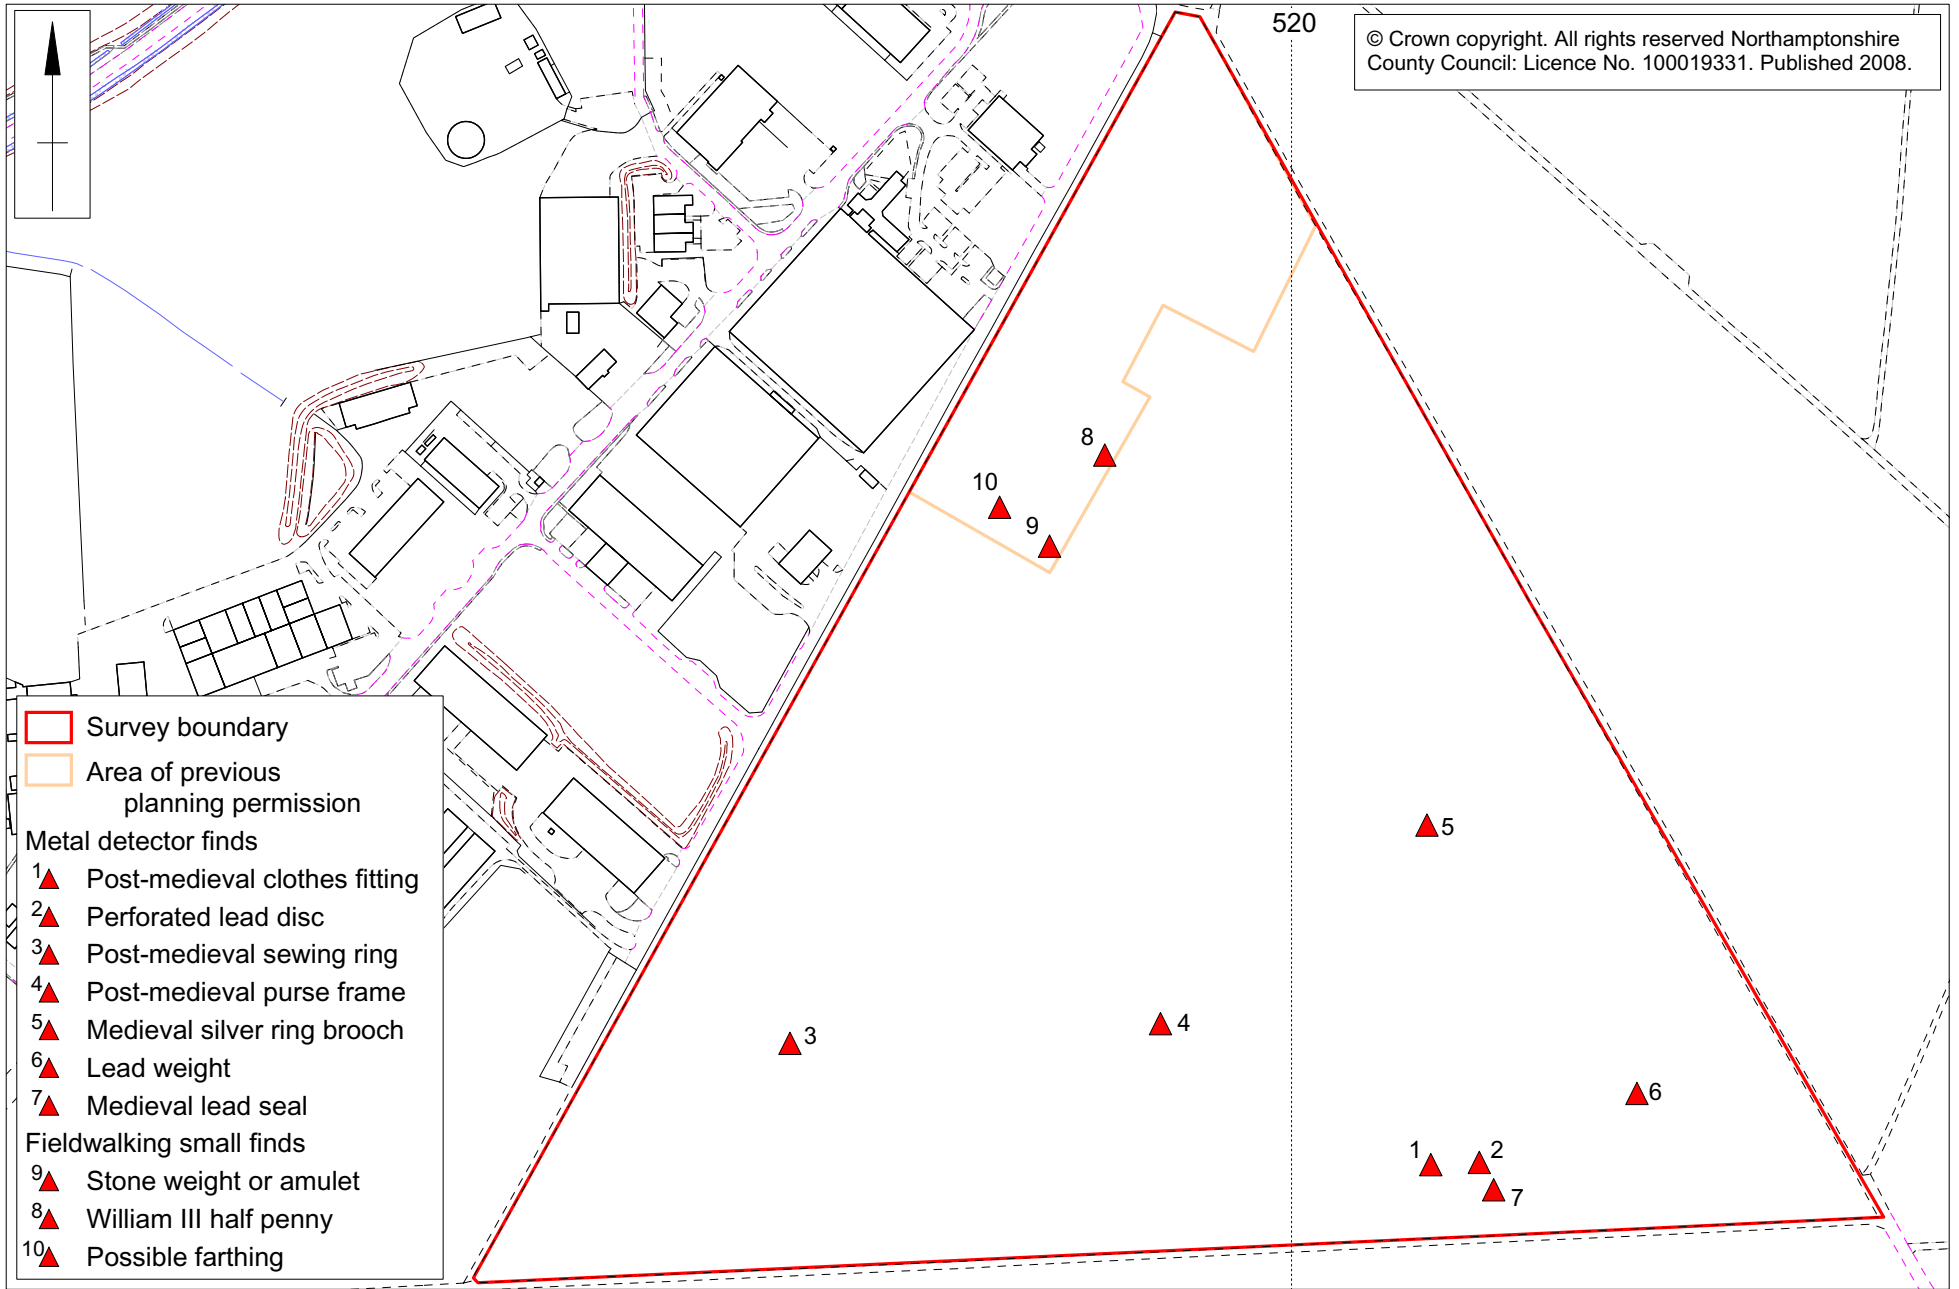 520
© Crown copyright. All rights reserved Northamptonshire
County Council: Licence No. 100019331. Published 2008.
8
10
9
5
3
4
6
1
2
7
Survey boundary
Area of previous
planning permission
Metal detector finds
1 Post-medieval clothes fitting
2 Perforated lead disc
3 Post-medieval sewing ring
4 Post-medieval purse frame
5 Medieval silver ring brooch
6 Lead weight
7 Medieval lead seal
Fieldwalking small finds
9 Stone weight or amulet
8 William III half penny
10 Possible farthing